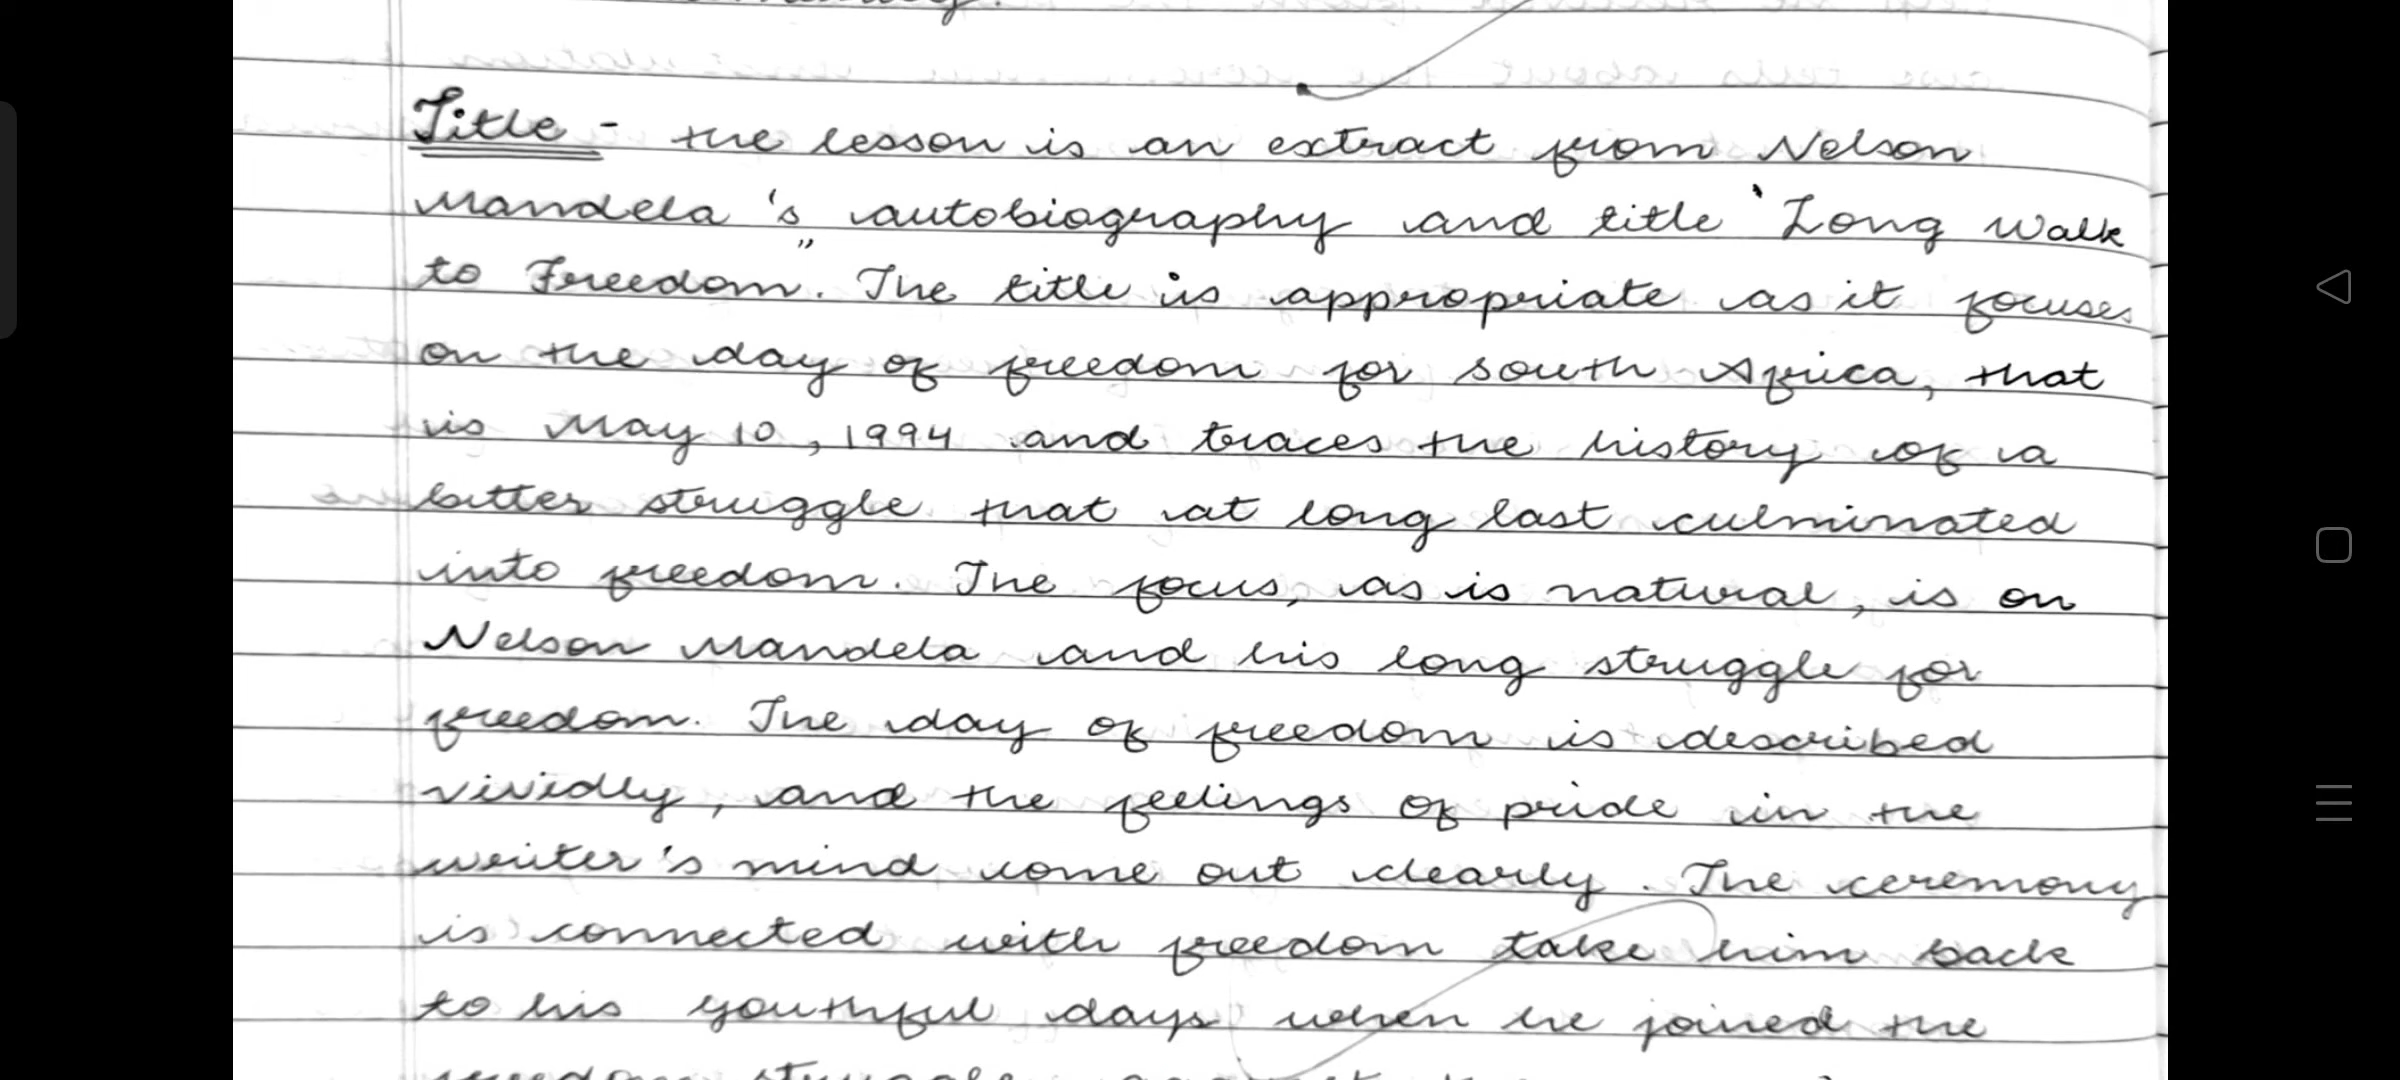 Title - the lesson is an extract from Nelson
Mandela's autobiography and title 'Long Walk
to Freedom". The title is appropriate as it focuses
on the day of freedom for south Africa, that
is May 10, 1994 and traces the history of a
bitter struggle that at long last culminated
into freedom. The focus, as is natural, is on
Nelson Mandela and his long struggle for
freedom. The day of freedom is described
vividly, and the feelings of pride in the
writer's mind come out clearly. The ceremony
is connected with freedom take him back
to his youthful days when he joined the
freedom struggle